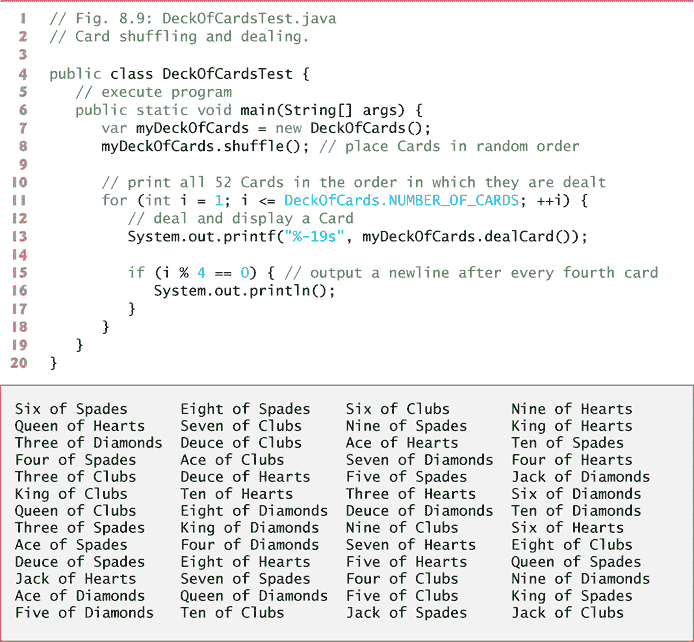 1 // Fig. 8.9: DeckOfCardsTest.java
2 // Card shuffling and dealing.
3
4 public class DeckOfCardsTest {
5    // execute program
6    public static void main(String[] args) {
7       var myDeckOfCards = new DeckOfCards();
8       myDeckOfCards.shuffle(); // place Cards in random order
9
10       // print all 52 Cards in the order in which they are dealt
11       for (int i = 1; i <= DeckOfCards.NUMBER_OF_CARDS; ++i) {
12          // deal and display a Card
13          System.out.printf("%-19s", myDeckOfCards.dealCard());
14
15          if (i % 4 == 0) { // output a newline after every fourth card
16             System.out.println();
17          }
18       }
19    }
20 }
Six of Spades      Eight of Spades    Six of Clubs       Nine of Hearts
Queen of Hearts    Seven of Clubs     Nine of Spades     King of Hearts
Three of Diamonds  Deuce of Clubs     Ace of Hearts      Ten of Spades
Four of Spades     Ace of Clubs       Seven of Diamonds  Four of Hearts
Three of Clubs     Deuce of Hearts    Five of Spades     Jack of Diamonds
King of Clubs      Ten of Hearts      Three of Hearts    Six of Diamonds
Queen of Clubs     Eight of Diamonds  Deuce of Diamonds  Ten of Diamonds
Three of Spades    King of Diamonds   Nine of Clubs      Six of Hearts
Ace of Spades      Four of Diamonds   Seven of Hearts    Eight of Clubs
Deuce of Spades    Eight of Hearts    Five of Hearts     Queen of Spades
Jack of Hearts     Seven of Spades    Four of Clubs      Nine of Diamonds
Ace of Diamonds    Queen of Diamonds  Five of Clubs      King of Spades
Five of Diamonds   Ten of Clubs       Jack of Spades     Jack of Clubs